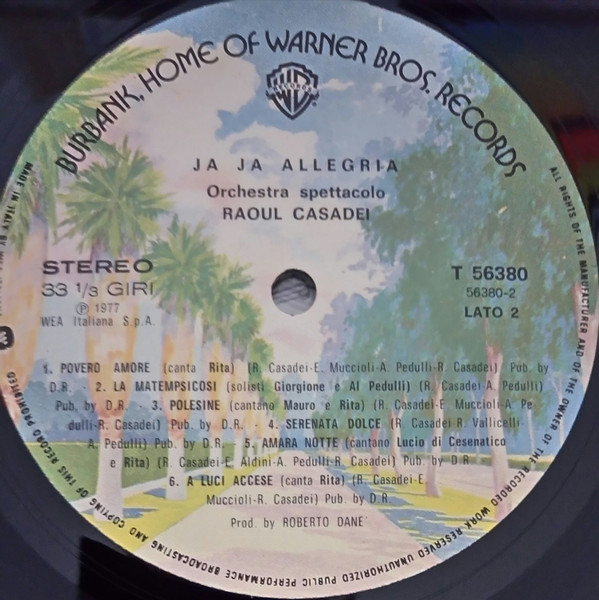 BURBANK, HOME OF WARNER BROS. RECORDS
RECORDS
JA JA ALLEGRIA
Orchestra spettacolo
RAOUL CASADEI
STEREO
33 1/3 GIRI
Ⓟ 1977
WEA Italiana S.p.A.
T 56380
56380-2
LATO 2
1. POVERO AMORE (canta Rita) (R. Casadei-E. Muccioli-A. Pedulli-R. Casadei) Pub. by
D.R. - 2. LA MATEMPSICOSI (solisti Giorgione e Al Pedulli) (R. Casadei-A. Pedulli)
Pub. by D.R. - 3. POLESINE (cantano Mauro e Rita) (R. Casadei-E. Muccioli-A. Pe-
dulli-R. Casadei) Pub. by D.R. 4. SERENATA DOLCE (R. Casadei-R. Vallicelli-
A. Pedulli) Pub. by D.R. 5. AMARA NOTTE (cantano Lucio di Cesenatico
e Rita) (R. Casadei-E. Aldini-A. Pedulli-R. Casadei) Pub. by D.R.
6. A LUCI ACCESE (canta Rita) (R. Casadei-E.
Muccioli-R. Casadei) Pub. by D.R.
Prod. by ROBERTO DANE'
MADE IN ITALY BY
ALL RIGHTS OF THE MANUFACTURER AND OF THE OWNER OF THE RECORDED WORK RESERVED UNAUTHORIZED PUBLIC PERFORMANCE BROADCASTING AND COPYING OF THIS RECORD PROHIBITED